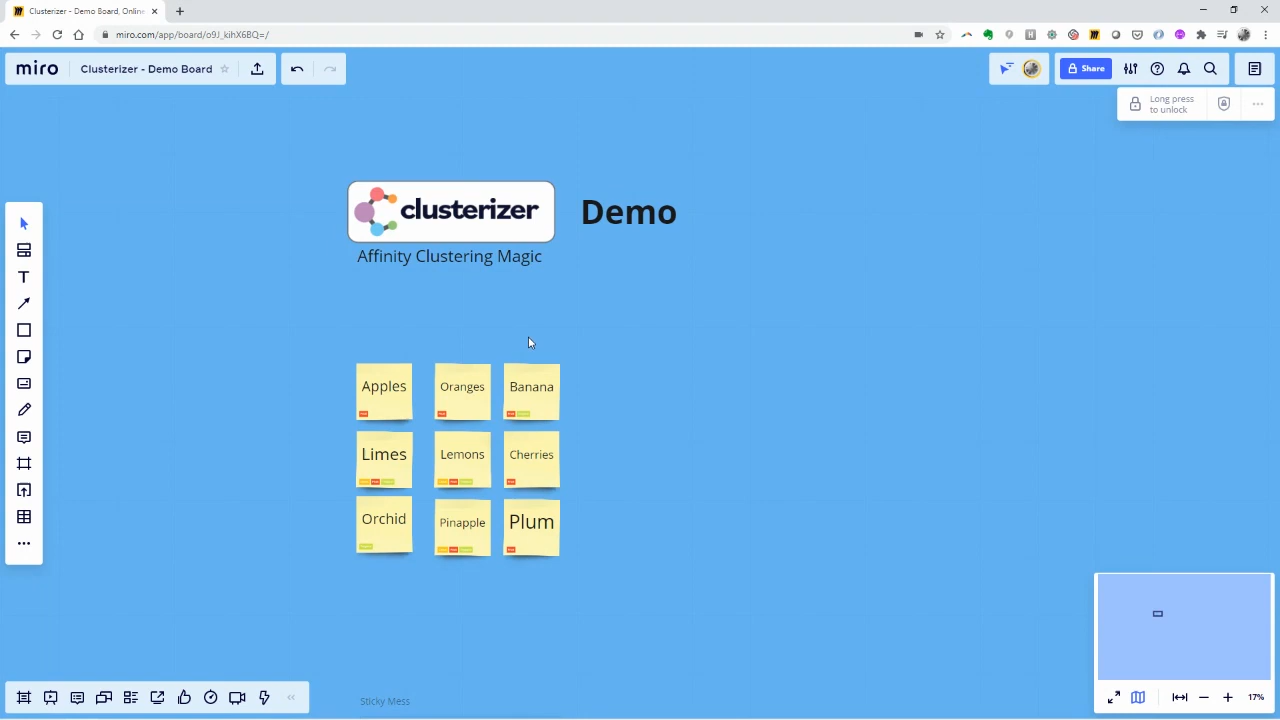 Clusterizer - Demo Board, Online
miro.com/app/board/o9J_kihX6BQ=/
miro
Clusterizer - Demo Board
Share
Long press
to unlock
clusterizer
Demo
Affinity Clustering Magic
Apples
Oranges
Banana
Limes
Lemons
Cherries
Orchid
Pinapple
Plum
Sticky Mess
17%